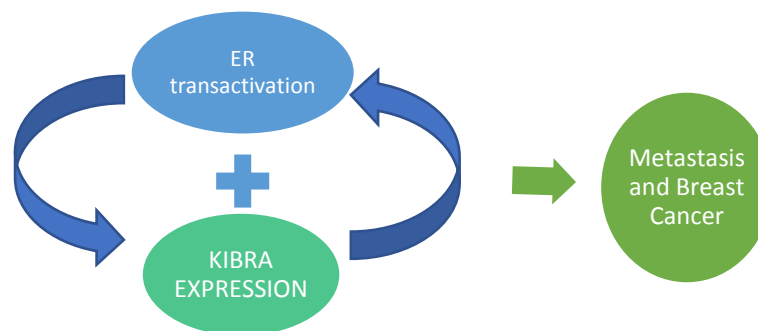 ER
transactivation
KIBRA
EXPRESSION
Metastasis
and Breast
Cancer